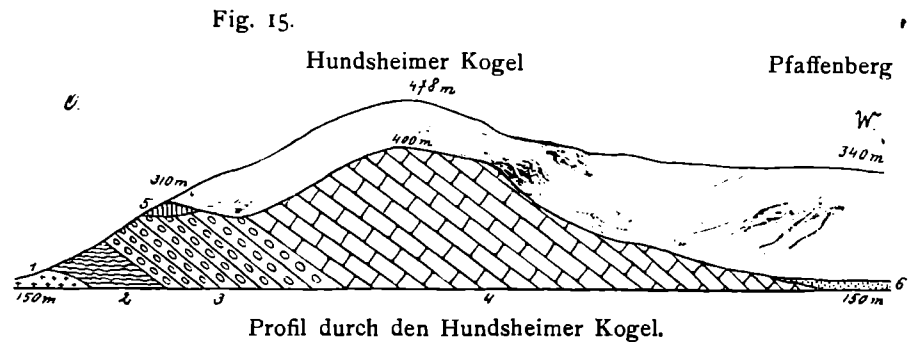 Fig. 15.
Hundsheimer Kogel
Pfaffenberg
478 m
O.
W.
400 m
340 m
310 m
5
1
6
150 m
2
3
4
150 m
Profil durch den Hundsheimer Kogel.